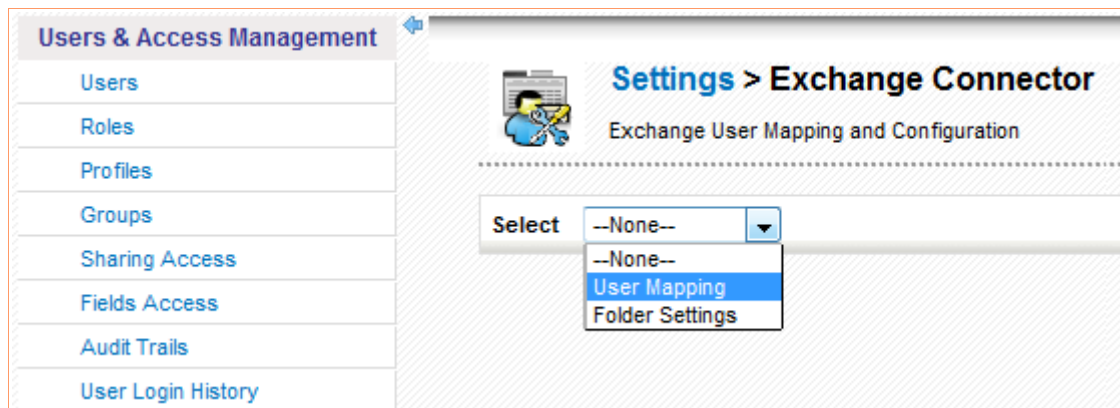 Users & Access Management
Users
Roles
Profiles
Groups
Sharing Access
Fields Access
Audit Trails
User Login History
Settings > Exchange Connector
Exchange User Mapping and Configuration
Select --None--
--None--
User Mapping
Folder Settings